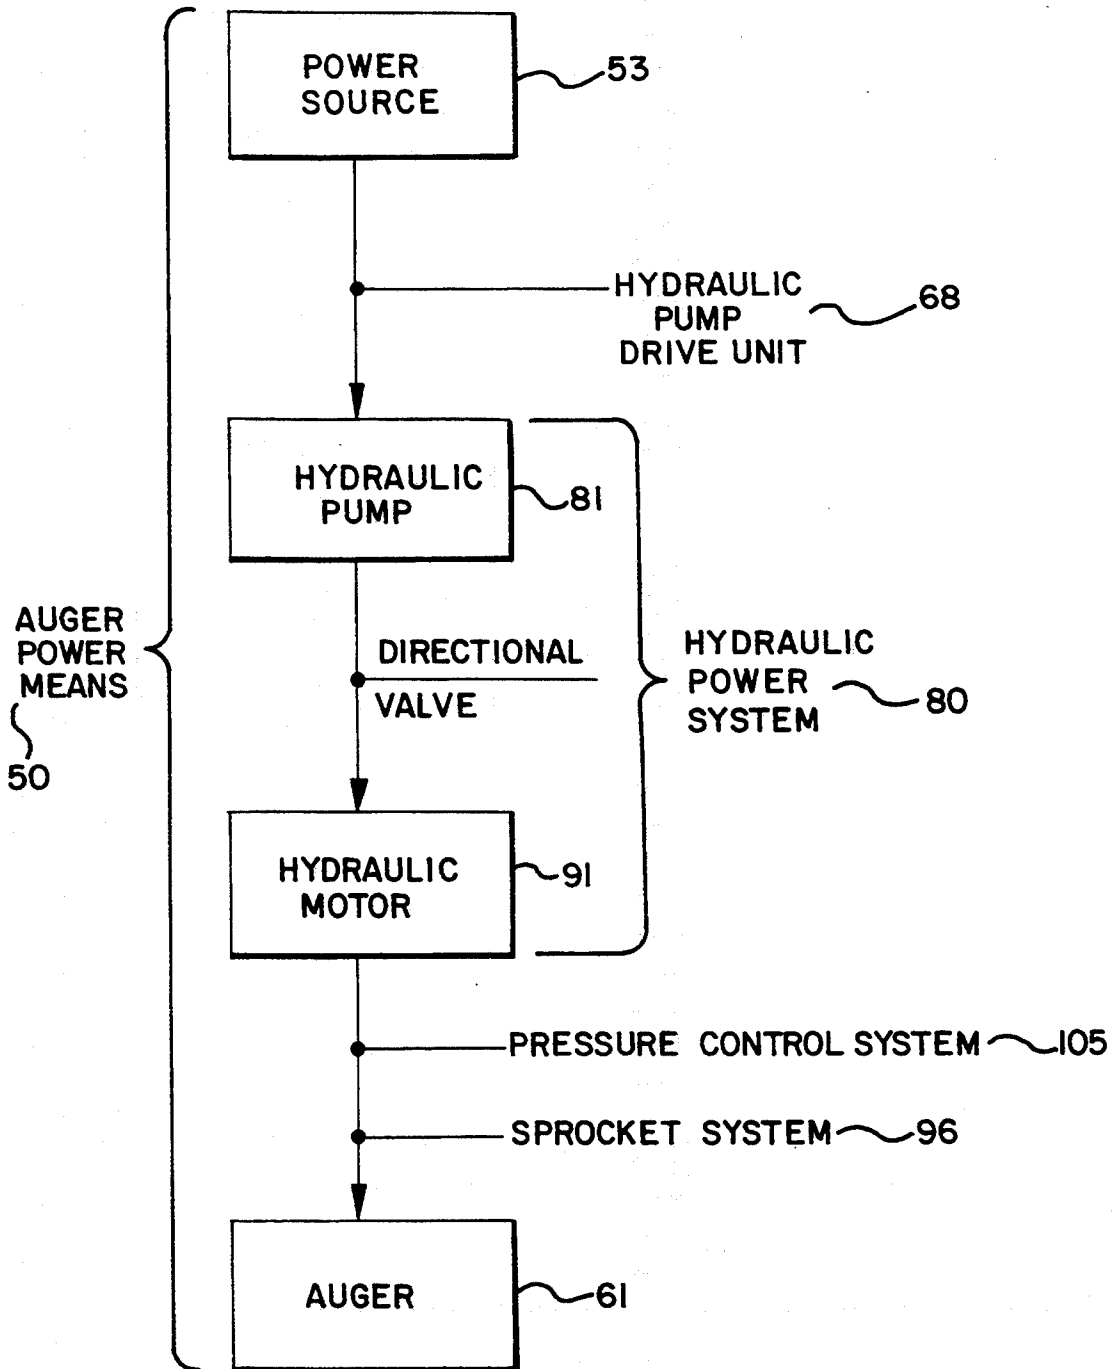 POWER
SOURCE
53
HYDRAULIC
PUMP
DRIVE UNIT
68
HYDRAULIC
PUMP
81
AUGER
POWER
MEANS
50
DIRECTIONAL
VALVE
HYDRAULIC
POWER
SYSTEM
80
HYDRAULIC
MOTOR
91
PRESSURE CONTROL SYSTEM 105
SPROCKET SYSTEM 96
AUGER
61